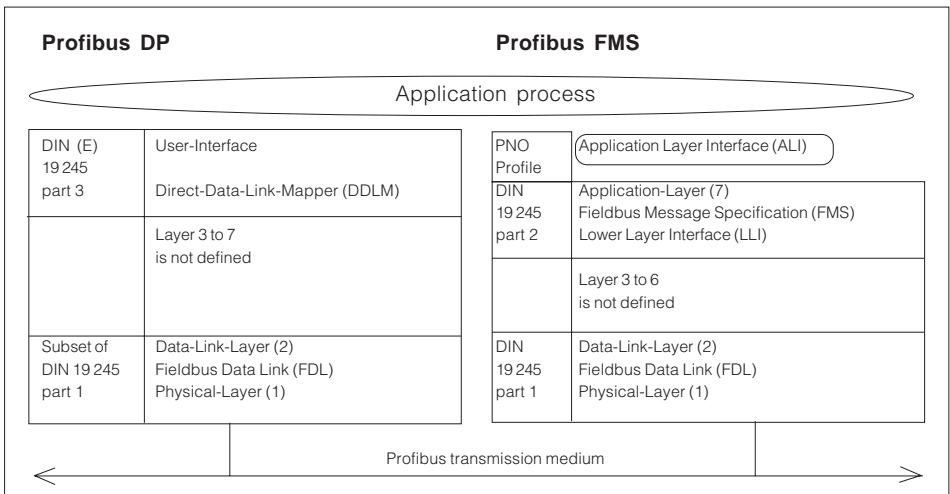 Profibus DP
Profibus FMS
Application process
DIN (E)
19 245
part 3
User-Interface
Direct-Data-Link-Mapper (DDLM)
Layer 3 to 7
is not defined
Subset of
DIN 19 245
part 1
Data-Link-Layer (2)
Fieldbus Data Link (FDL)
Physical-Layer (1)
PNO
Profile
Application Layer Interface (ALI)
DIN
19 245
part 2
Application-Layer (7)
Fieldbus Message Specification (FMS)
Lower Layer Interface (LLI)
Layer 3 to 6
is not defined
DIN
19 245
part 1
Data-Link-Layer (2)
Fieldbus Data Link (FDL)
Physical-Layer (1)
Profibus transmission medium